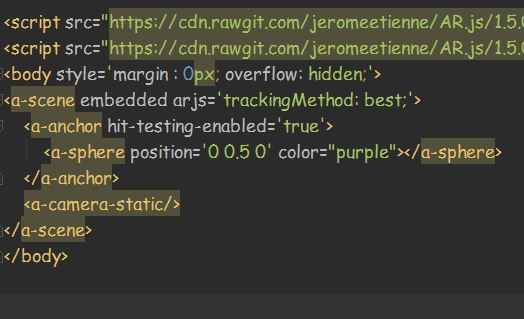 <script src="https://cdn.rawgit.com/jeromeetienne/AR.js/1.5.0
<script src="https://cdn.rawgit.com/jeromeetienne/AR.js/1.5.0
<body style='margin : 0px; overflow: hidden;'>
<a-scene embedded arjs='trackingMethod: best;'>
<a-anchor hit-testing-enabled='true'>
<a-sphere position='0 0.5 0' color="purple"></a-sphere>
</a-anchor>
<a-camera-static/>
</a-scene>
</body>